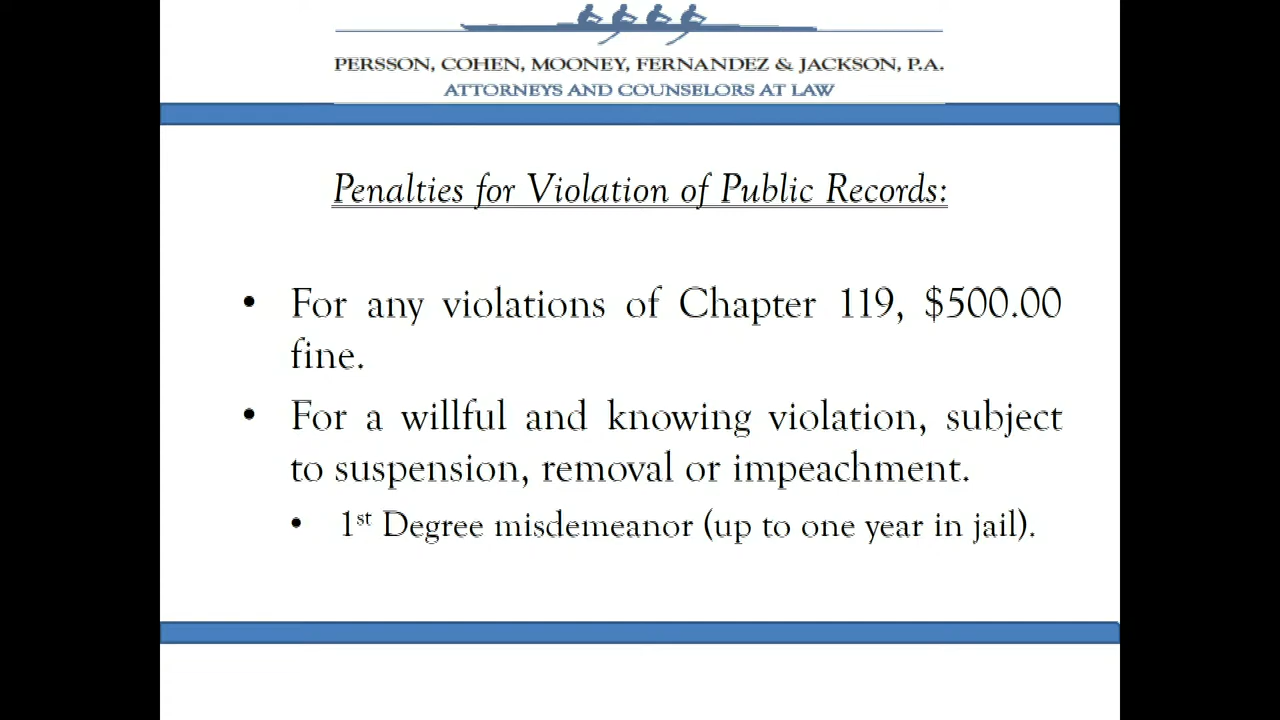 PERSSON, COHEN, MOONEY, FERNANDEZ & JACKSON, P.A.
ATTORNEYS AND COUNSELORS AT LAW
Penalties for Violation of Public Records:
• For any violations of Chapter 119, $500.00
fine.
• For a willful and knowing violation, subject
to suspension, removal or impeachment.
• 1st Degree misdemeanor (up to one year in jail).